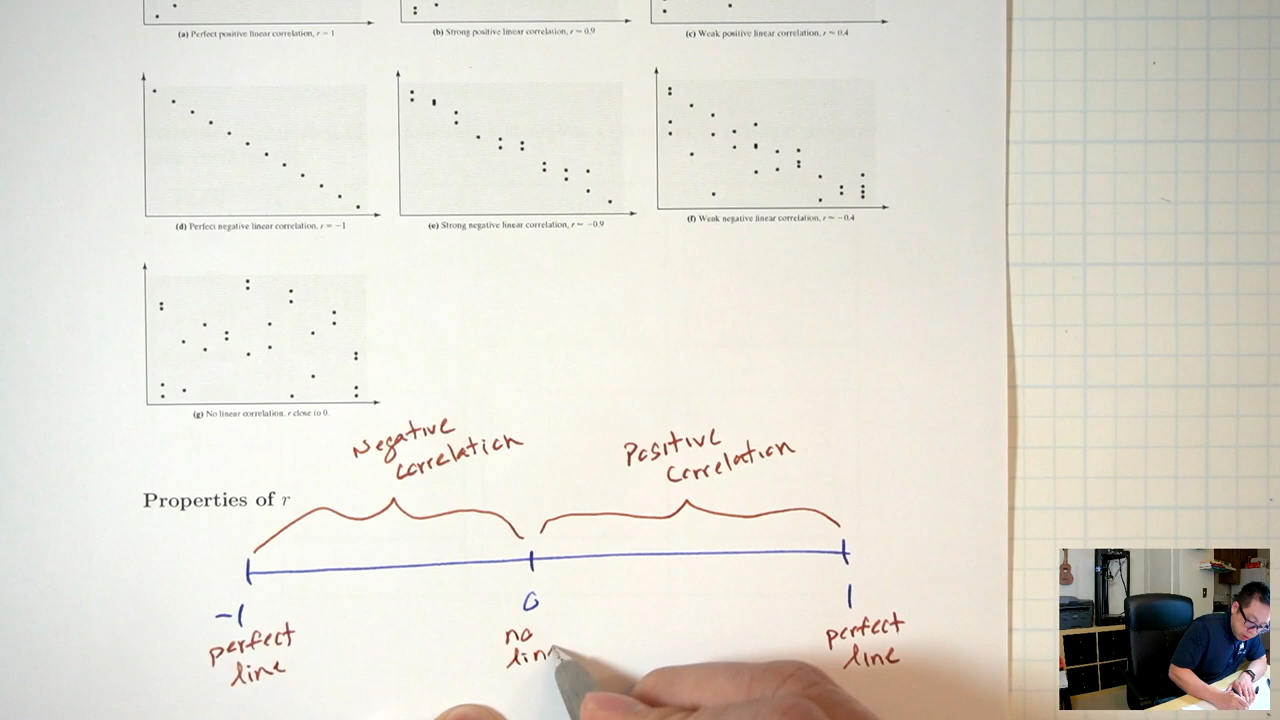 (a) Perfect positive linear correlation, r = 1
(b) Strong positive linear correlation, r ≈ 0.9
(c) Weak positive linear correlation, r ≈ 0.4
(d) Perfect negative linear correlation, r = −1
(e) Strong negative linear correlation, r ≈ −0.9
(f) Weak negative linear correlation, r ≈ −0.4
(g) No linear correlation, r close to 0.
Negative
correlation
Positive
Correlation
Properties of r
-1
0
1
perfect
line
no
lin
perfect
line